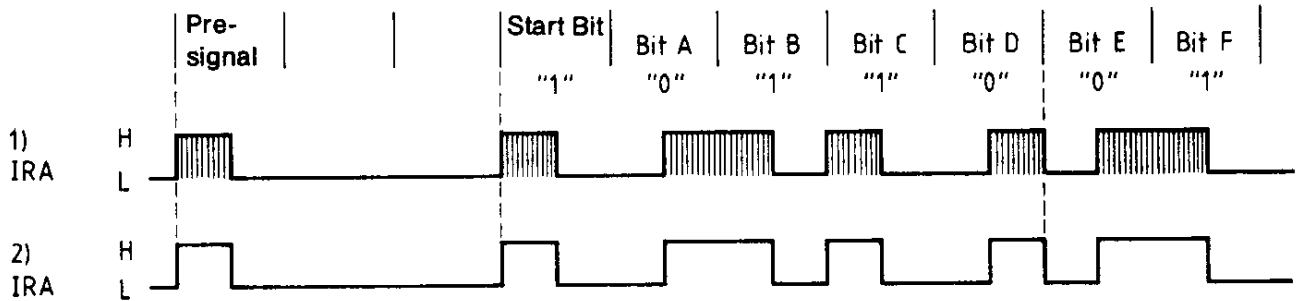 Pre-
signal
Start Bit
Bit A
Bit B
Bit C
Bit D
Bit E
Bit F
"1"
"0"
"1"
"1"
"0"
"0"
"1"
1)
IRA
H
L
2)
IRA
H
L